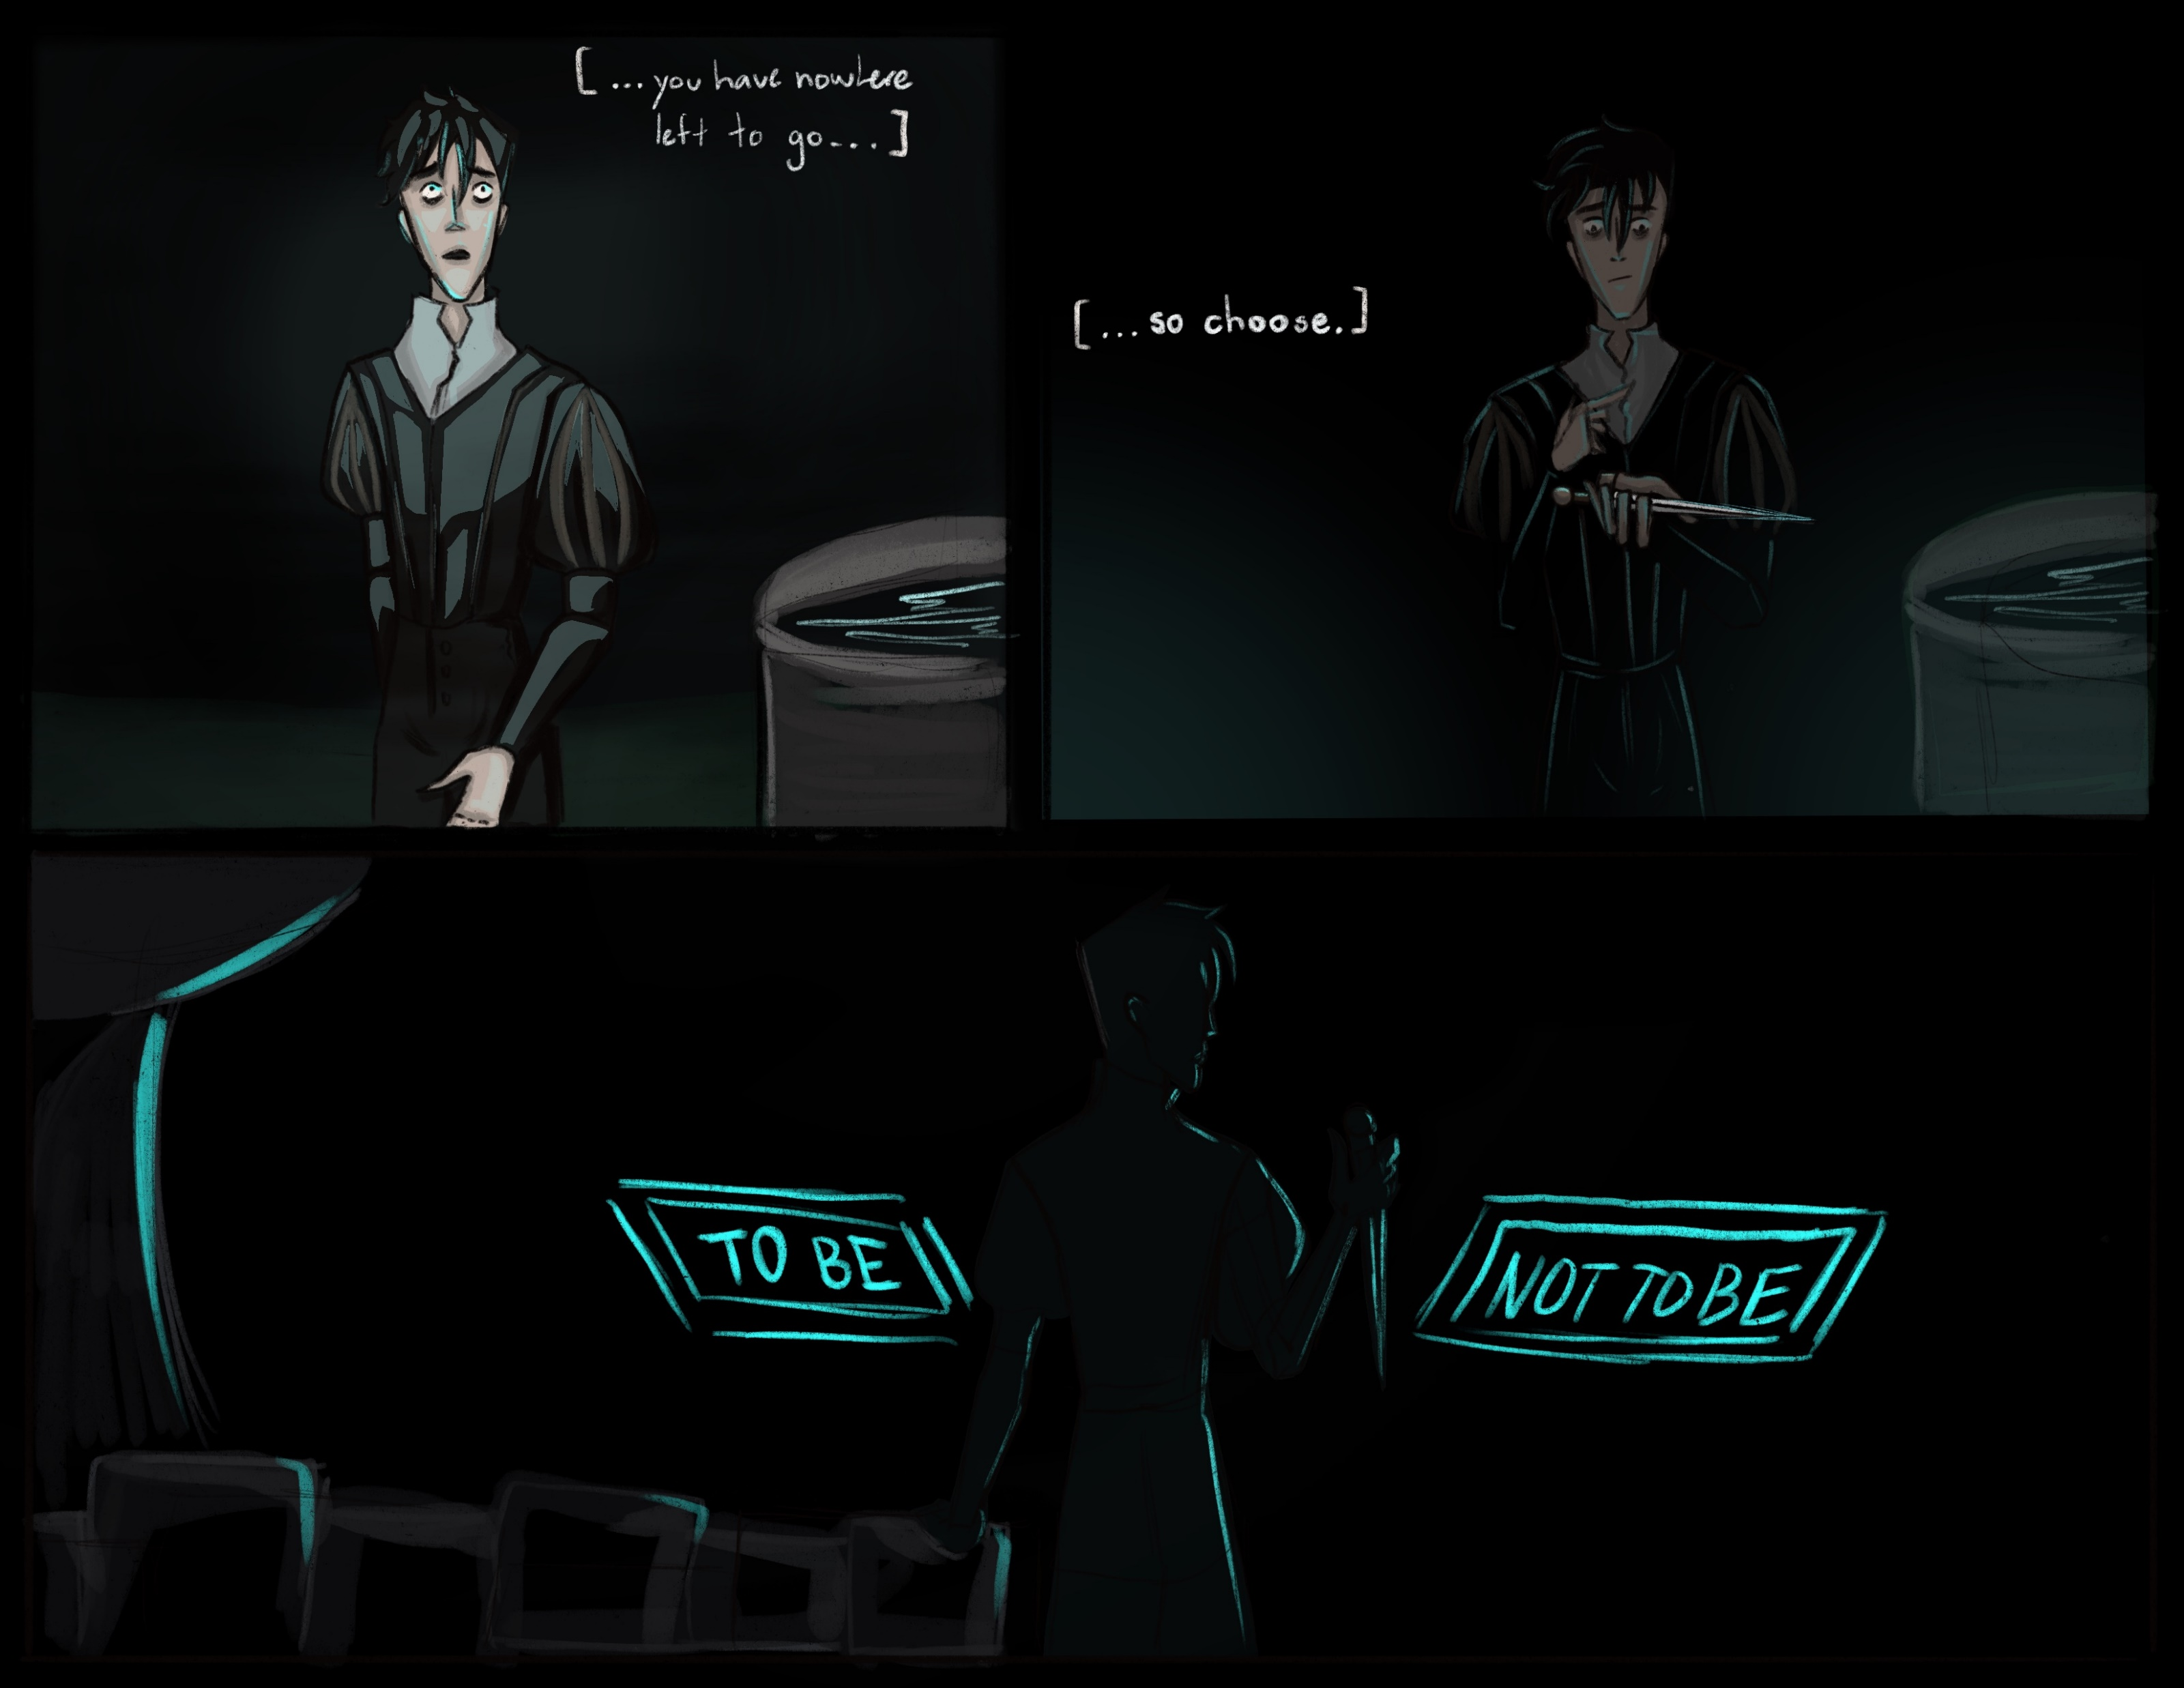 [...you have nowhere
left to go...]
[...so choose.]
TO BE
NOT TO BE